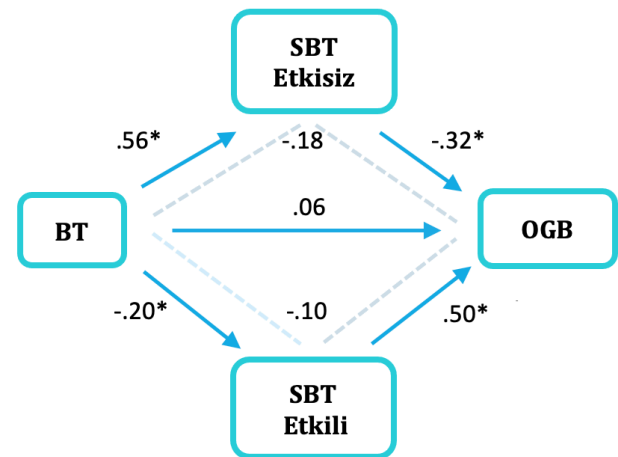 SBT
Etkisiz
.56*
-.18
-.32*
BT
.06
OGB
-.20*
-.10
.50*
SBT
Etkili